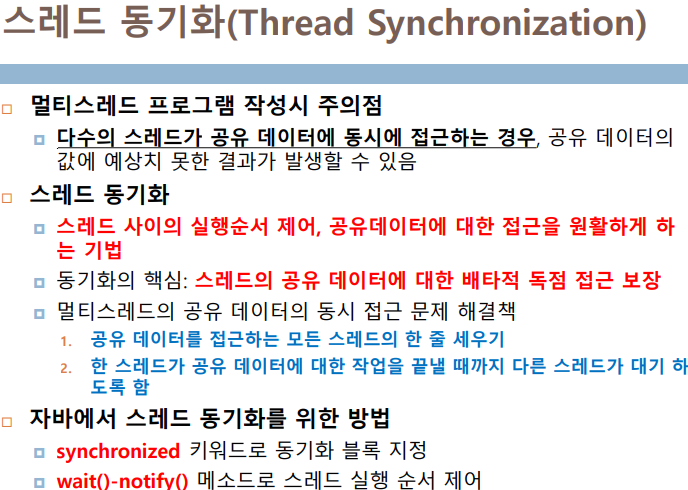 스레드 동기화(Thread Synchronization)
멀티스레드 프로그램 작성시 주의점
다수의 스레드가 공유 데이터에 동시에 접근하는 경우, 공유 데이터의
값에 예상치 못한 결과가 발생할 수 있음
스레드 동기화
스레드 사이의 실행순서 제어, 공유데이터에 대한 접근을 원활하게 하
는 기법
동기화의 핵심: 스레드의 공유 데이터에 대한 배타적 독점 접근 보장
멀티스레드의 공유 데이터의 동시 접근 문제 해결책
1. 공유 데이터를 접근하는 모든 스레드의 한 줄 세우기
2. 한 스레드가 공유 데이터에 대한 작업을 끝낼 때까지 다른 스레드가 대기 하
도록 함
자바에서 스레드 동기화를 위한 방법
synchronized 키워드로 동기화 블록 지정
wait()-notify() 메소드로 스레드 실행 순서 제어